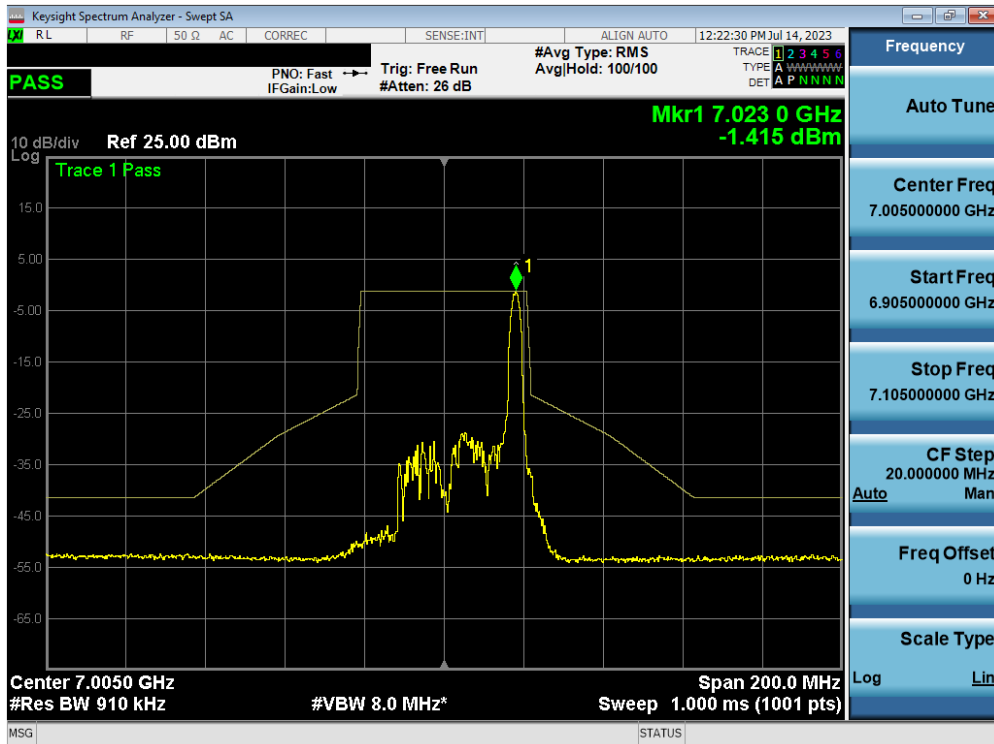 Keysight Spectrum Analyzer - Swept SA
LXI RL RF 50 Ω AC CORREC SENSE:INT ALIGN AUTO 12:22:30 PM Jul 14, 2023
PASS
PNO: Fast
IFGain:Low
Trig: Free Run
#Atten: 26 dB
#Avg Type: RMS
Avg|Hold: 100/100
TRACE 1 2 3 4 5 6
TYPE A WWWWW
DET A P N N N N
Mkr1 7.023 0 GHz
-1.415 dBm
10 dB/div Ref 25.00 dBm
Log
Trace 1 Pass
15.0
5.00
1
-5.00
-15.0
-25.0
-35.0
-45.0
-55.0
-65.0
Center 7.0050 GHz Span 200.0 MHz
#Res BW 910 kHz #VBW 8.0 MHz* Sweep 1.000 ms (1001 pts)
MSG STATUS
Frequency
Auto Tune
Center Freq
7.005000000 GHz
Start Freq
6.905000000 GHz
Stop Freq
7.105000000 GHz
CF Step
20.000000 MHz
Auto Man
Freq Offset
0 Hz
Scale Type
Log Lin